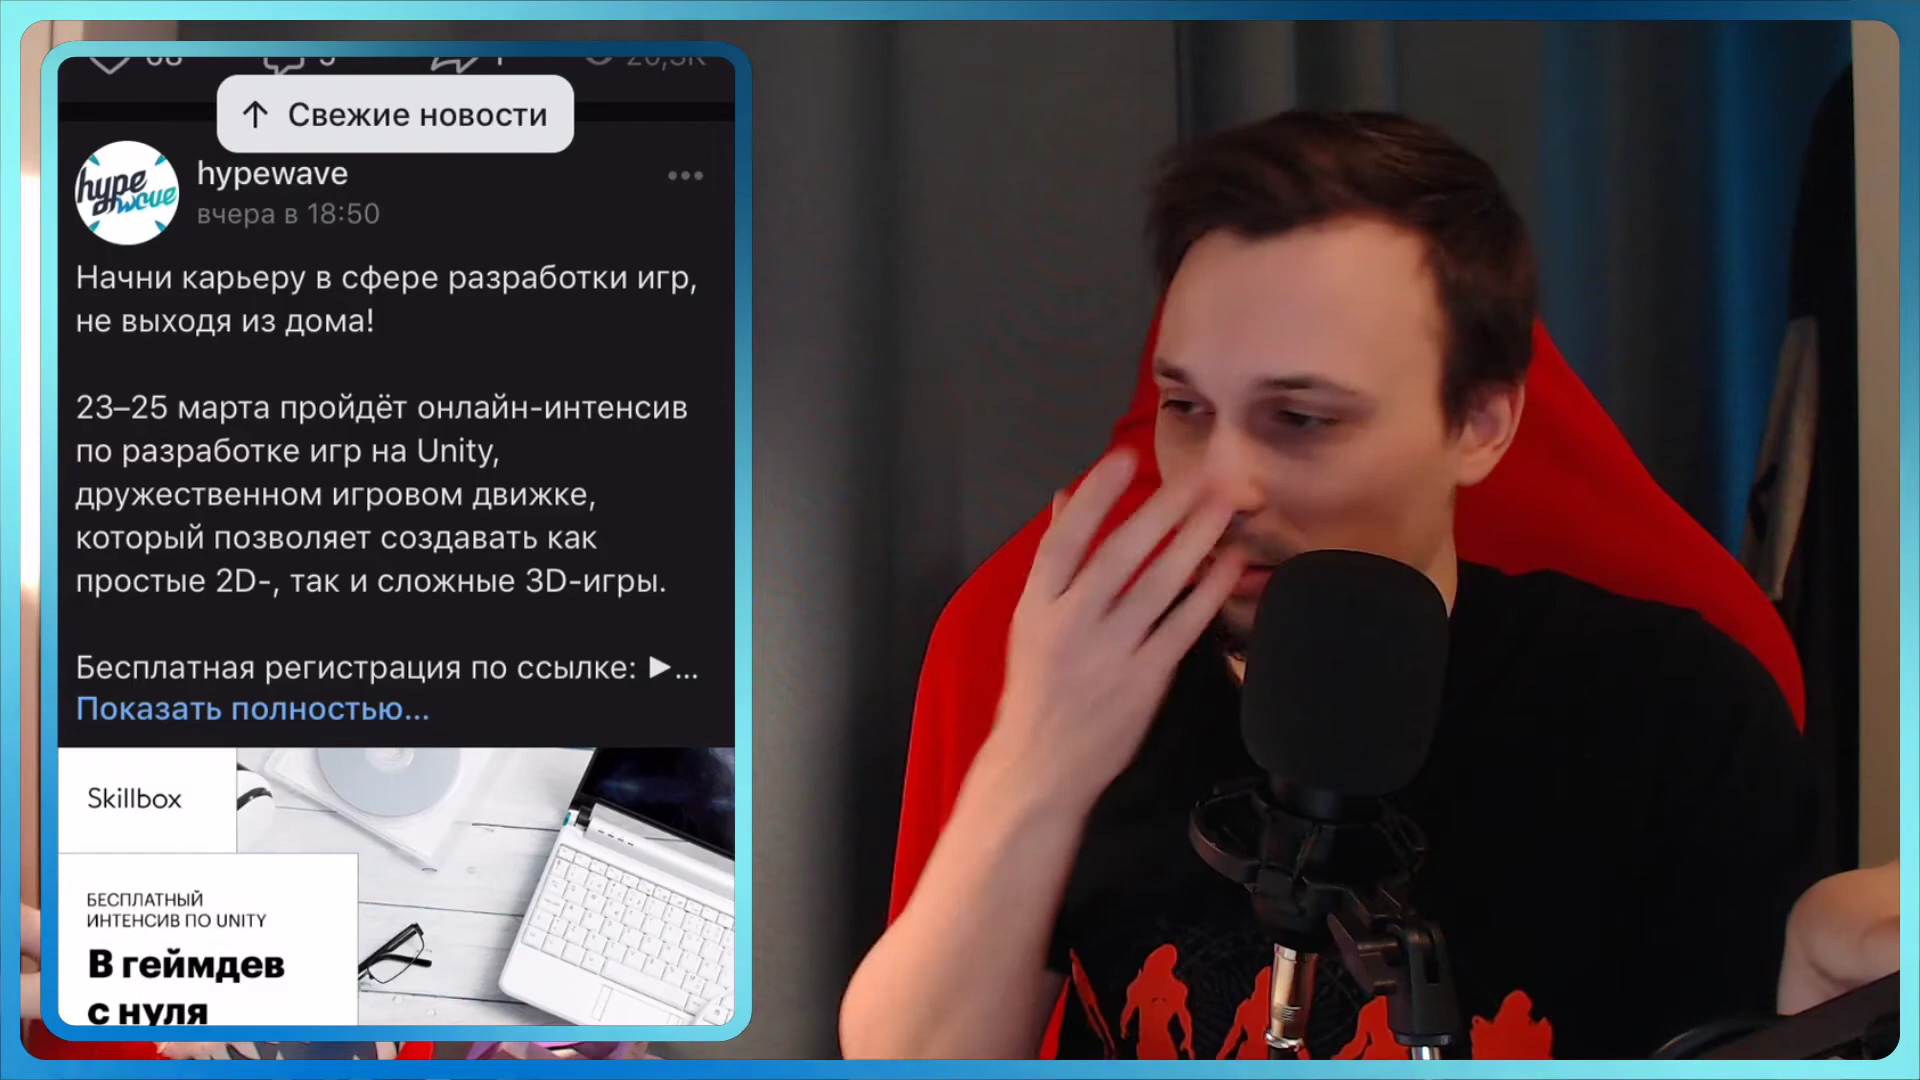 Свежие новости
hypewave
вчера в 18:50
hype wave
Начни карьеру в сфере разработки игр,
не выходя из дома!
23–25 марта пройдёт онлайн-интенсив
по разработке игр на Unity,
дружественном игровом движке,
который позволяет создавать как
простые 2D-, так и сложные 3D-игры.
Бесплатная регистрация по ссылке: ▶...
Показать полностью...
Skillbox
БЕСПЛАТНЫЙ
ИНТЕНСИВ ПО UNITY
В геймдев
с нуля